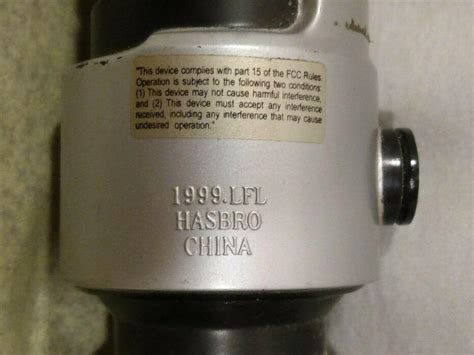 "This device complies with part 15 of the FCC Rules.
Operation is subject to the following two conditions:
(1) This device may not cause harmful interference,
and (2) This device must accept any interference
received, including any interference that may cause
undesired operation."
1999.LFL
HASBRO
CHINA